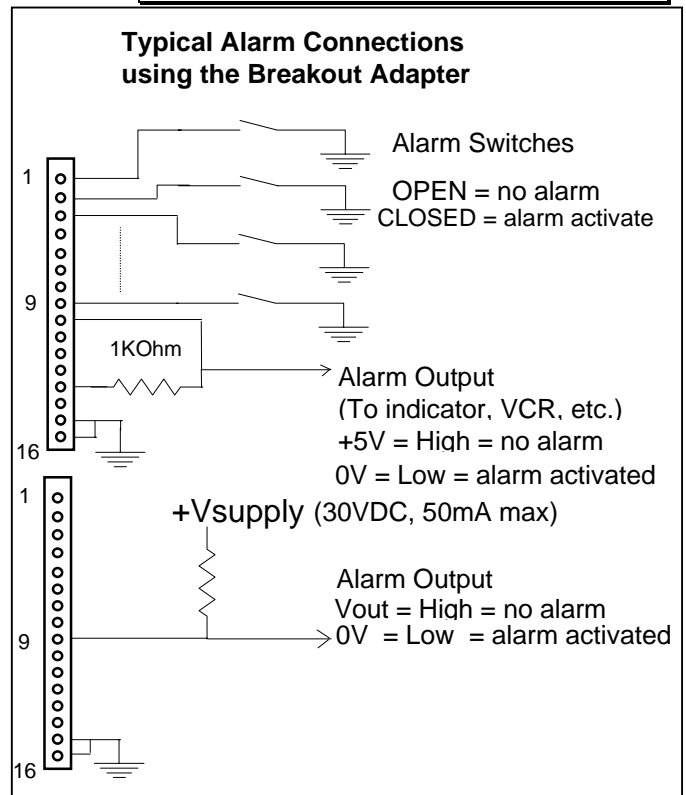 Typical Alarm Connections
using the Breakout Adapter
Alarm Switches
1
OPEN = no alarm
CLOSED = alarm activate
9
1KOhm
Alarm Output
(To indicator, VCR, etc.)
+5V = High = no alarm
16
0V = Low = alarm activated
1
+Vsupply (30VDC, 50mA max)
Alarm Output
Vout = High = no alarm
9
0V = Low = alarm activated
16